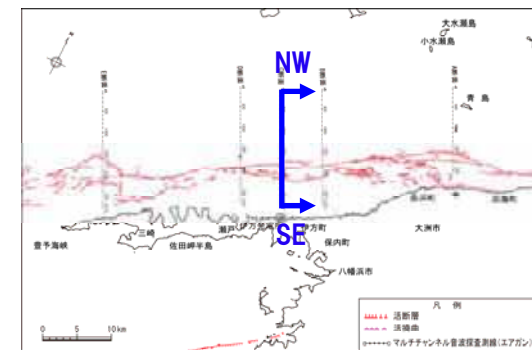 大水瀬島
小水瀬島
NW
青島
SE
豊予海峡
三崎
佐田岬半島
瀬戸
伊方町
保内町
大洲市
八幡浜市
凡例
活断層
活撓曲
マルチチャンネル音波探査測線(エアガン)
0 5 10km